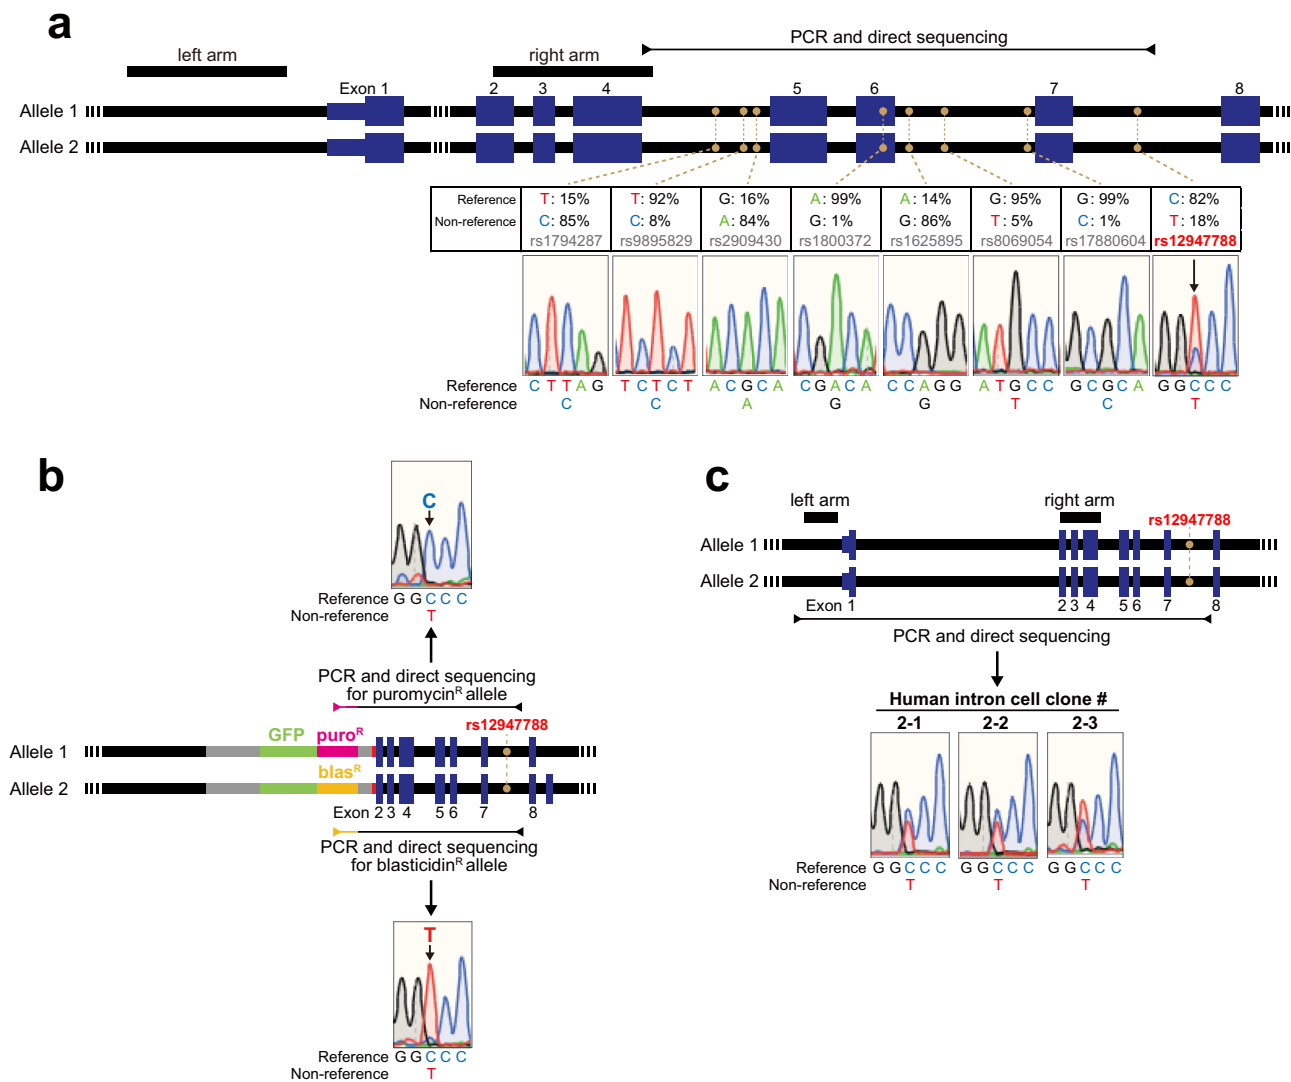 a
PCR and direct sequencing
left arm
right arm
Exon 1 2 3 4 5 6 7 8
Allele 1
Allele 2
Reference T: 15% T: 92% G: 16% A: 99% A: 14% G: 95% G: 99% C: 82%
Non-reference C: 85% C: 8% A: 84% G: 1% G: 86% T: 5% C: 1% T: 18%
rs1794287 rs9895829 rs2909430 rs1800372 rs1625895 rs8069054 rs17880604 rs12947788
Reference C T T A G T C T C T A C G C A C G A C A C C A G G A T G C C G C G C A G G C C C
Non-reference C C A G G T C T
b
C
Reference G G C C C
Non-reference T
PCR and direct sequencing
for puromycinR allele
rs12947788
GFP puroR
Allele 1
blasR
Allele 2
Exon 2 3 4 5 6 7 8
PCR and direct sequencing
for blasticidinR allele
T
Reference G G C C C
Non-reference T
c
left arm
right arm
rs12947788
Allele 1
Allele 2
Exon 1 2 3 4 5 6 7 8
PCR and direct sequencing
Human intron cell clone #
2-1 2-2 2-3
Reference G G C C C G G C C C G G C C C
Non-reference T T T